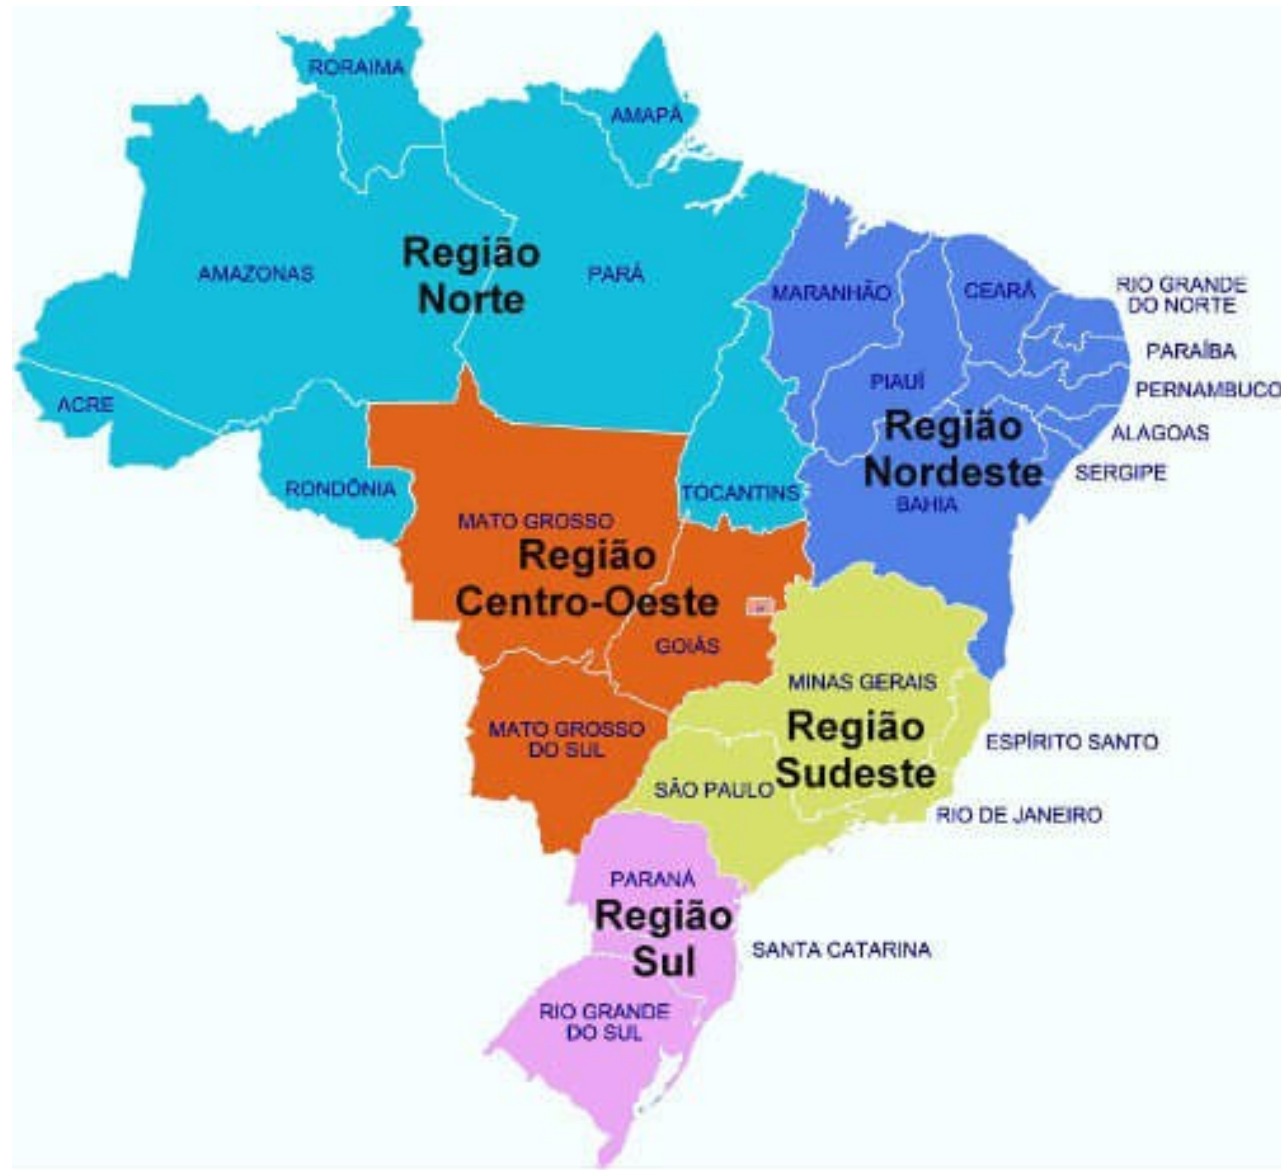 RORAIMA
AMAPÁ
AMAZONAS
Região
Norte
PARÁ
MARANHÃO
CEARÁ
RIO GRANDE
DO NORTE
PARAÍBA
PIAUÍ
PERNAMBUCO
ACRE
Região
Nordeste
ALAGOAS
SERGIPE
RONDÔNIA
TOCANTINS
BAHIA
MATO GROSSO
Região
Centro-Oeste
GOIÁS
MINAS GERAIS
MATO GROSSO
DO SUL
Região
Sudeste
ESPÍRITO SANTO
SÃO PAULO
RIO DE JANEIRO
PARANÁ
Região
Sul
SANTA CATARINA
RIO GRANDE
DO SUL